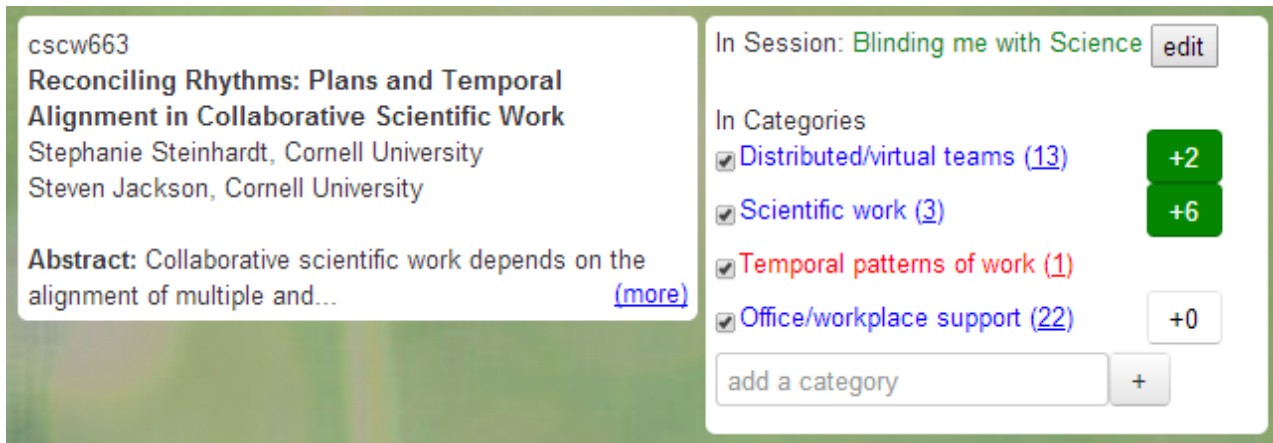 cscw663
Reconciling Rhythms: Plans and Temporal
Alignment in Collaborative Scientific Work
Stephanie Steinhardt, Cornell University
Steven Jackson, Cornell University
Abstract: Collaborative scientific work depends on the
alignment of multiple and... (more)
In Session: Blinding me with Science edit
In Categories
Distributed/virtual teams (13) +2
Scientific work (3) +6
Temporal patterns of work (1)
Office/workplace support (22) +0
add a category +